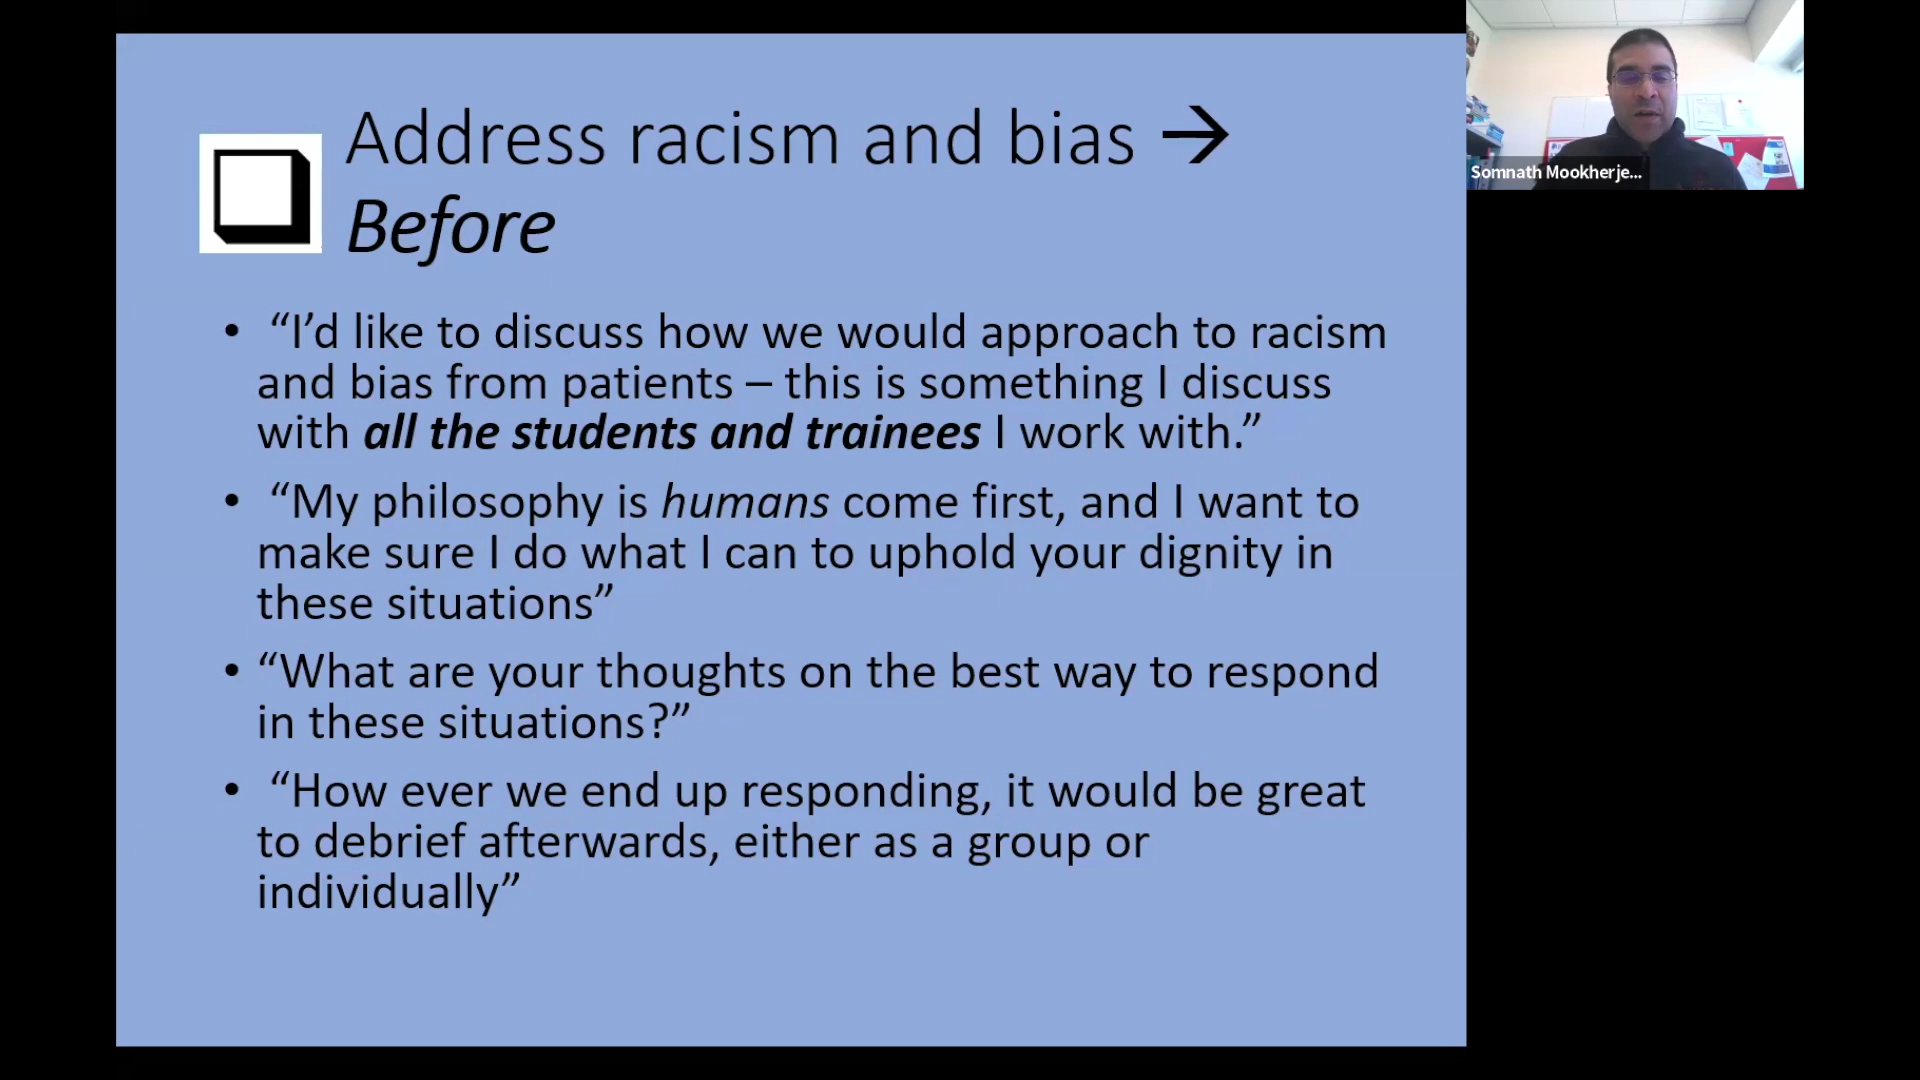 Address racism and bias →
Before
• “I’d like to discuss how we would approach to racism
and bias from patients – this is something I discuss
with all the students and trainees I work with.”
• “My philosophy is humans come first, and I want to
make sure I do what I can to uphold your dignity in
these situations”
• “What are your thoughts on the best way to respond
in these situations?”
• “How ever we end up responding, it would be great
to debrief afterwards, either as a group or
individually”
Somnath Mookherje...